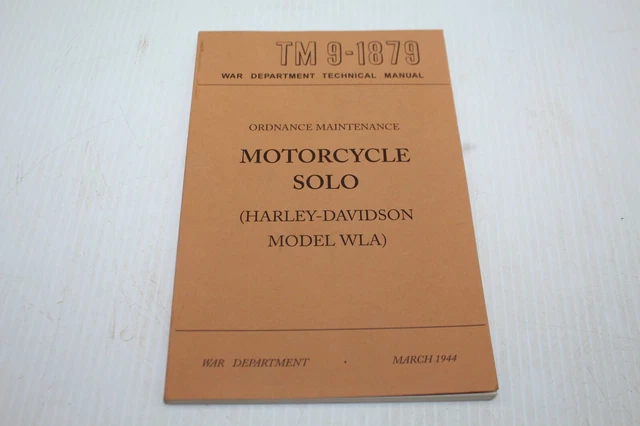 TM 9-1879
WAR DEPARTMENT TECHNICAL MANUAL
ORDNANCE MAINTENANCE
MOTORCYCLE
SOLO
(HARLEY-DAVIDSON
MODEL WLA)
WAR DEPARTMENT · MARCH 1944